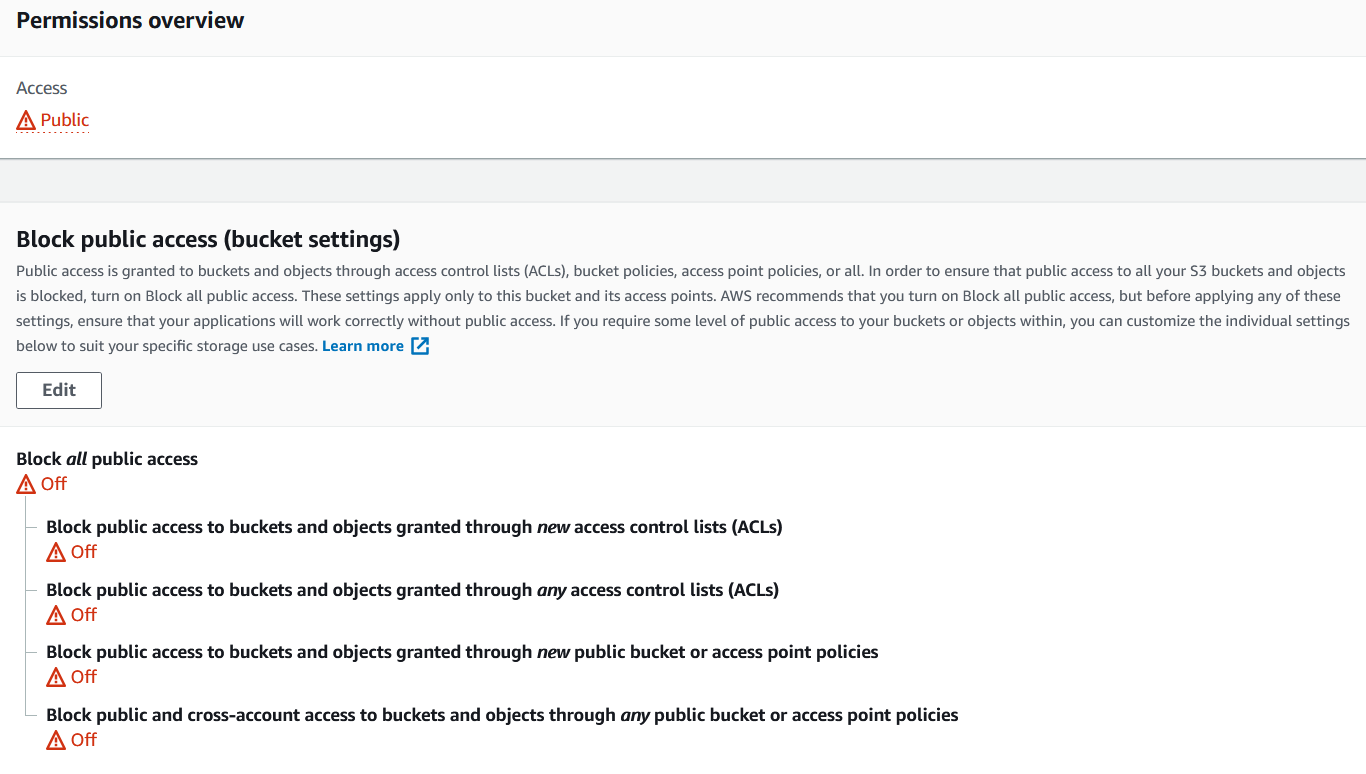 Permissions overview
Access
Public
Block public access (bucket settings)
Public access is granted to buckets and objects through access control lists (ACLs), bucket policies, access point policies, or all. In order to ensure that public access to all your S3 buckets and objects
is blocked, turn on Block all public access. These settings apply only to this bucket and its access points. AWS recommends that you turn on Block all public access, but before applying any of these
settings, ensure that your applications will work correctly without public access. If you require some level of public access to your buckets or objects within, you can customize the individual settings
below to suit your specific storage use cases. Learn more
Edit
Block all public access
Off
Block public access to buckets and objects granted through new access control lists (ACLs)
Off
Block public access to buckets and objects granted through any access control lists (ACLs)
Off
Block public access to buckets and objects granted through new public bucket or access point policies
Off
Block public and cross-account access to buckets and objects through any public bucket or access point policies
Off